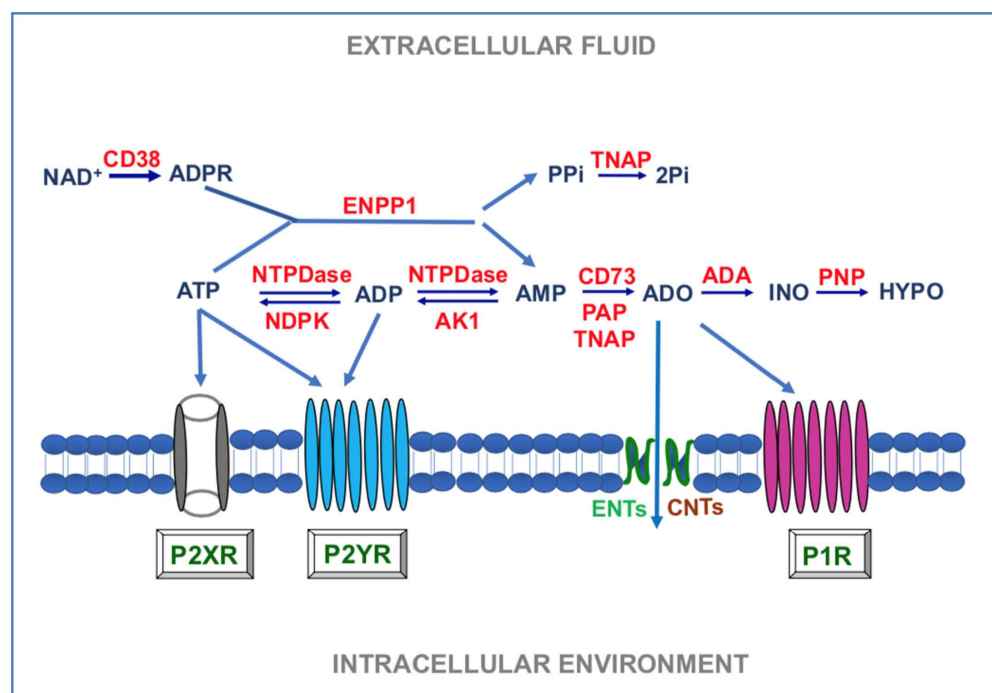 EXTRACELLULAR FLUID
NAD⁺ CD38 ADPR
PPi TNAP 2Pi
ENPP1
ATP NTPDase ADP NTPDase AMP CD73 ADO ADA INO PNP HYPO
NDPK AK1 PAP
TNAP
ENTs CNTs
P2XR P2YR P1R
INTRACELLULAR ENVIRONMENT